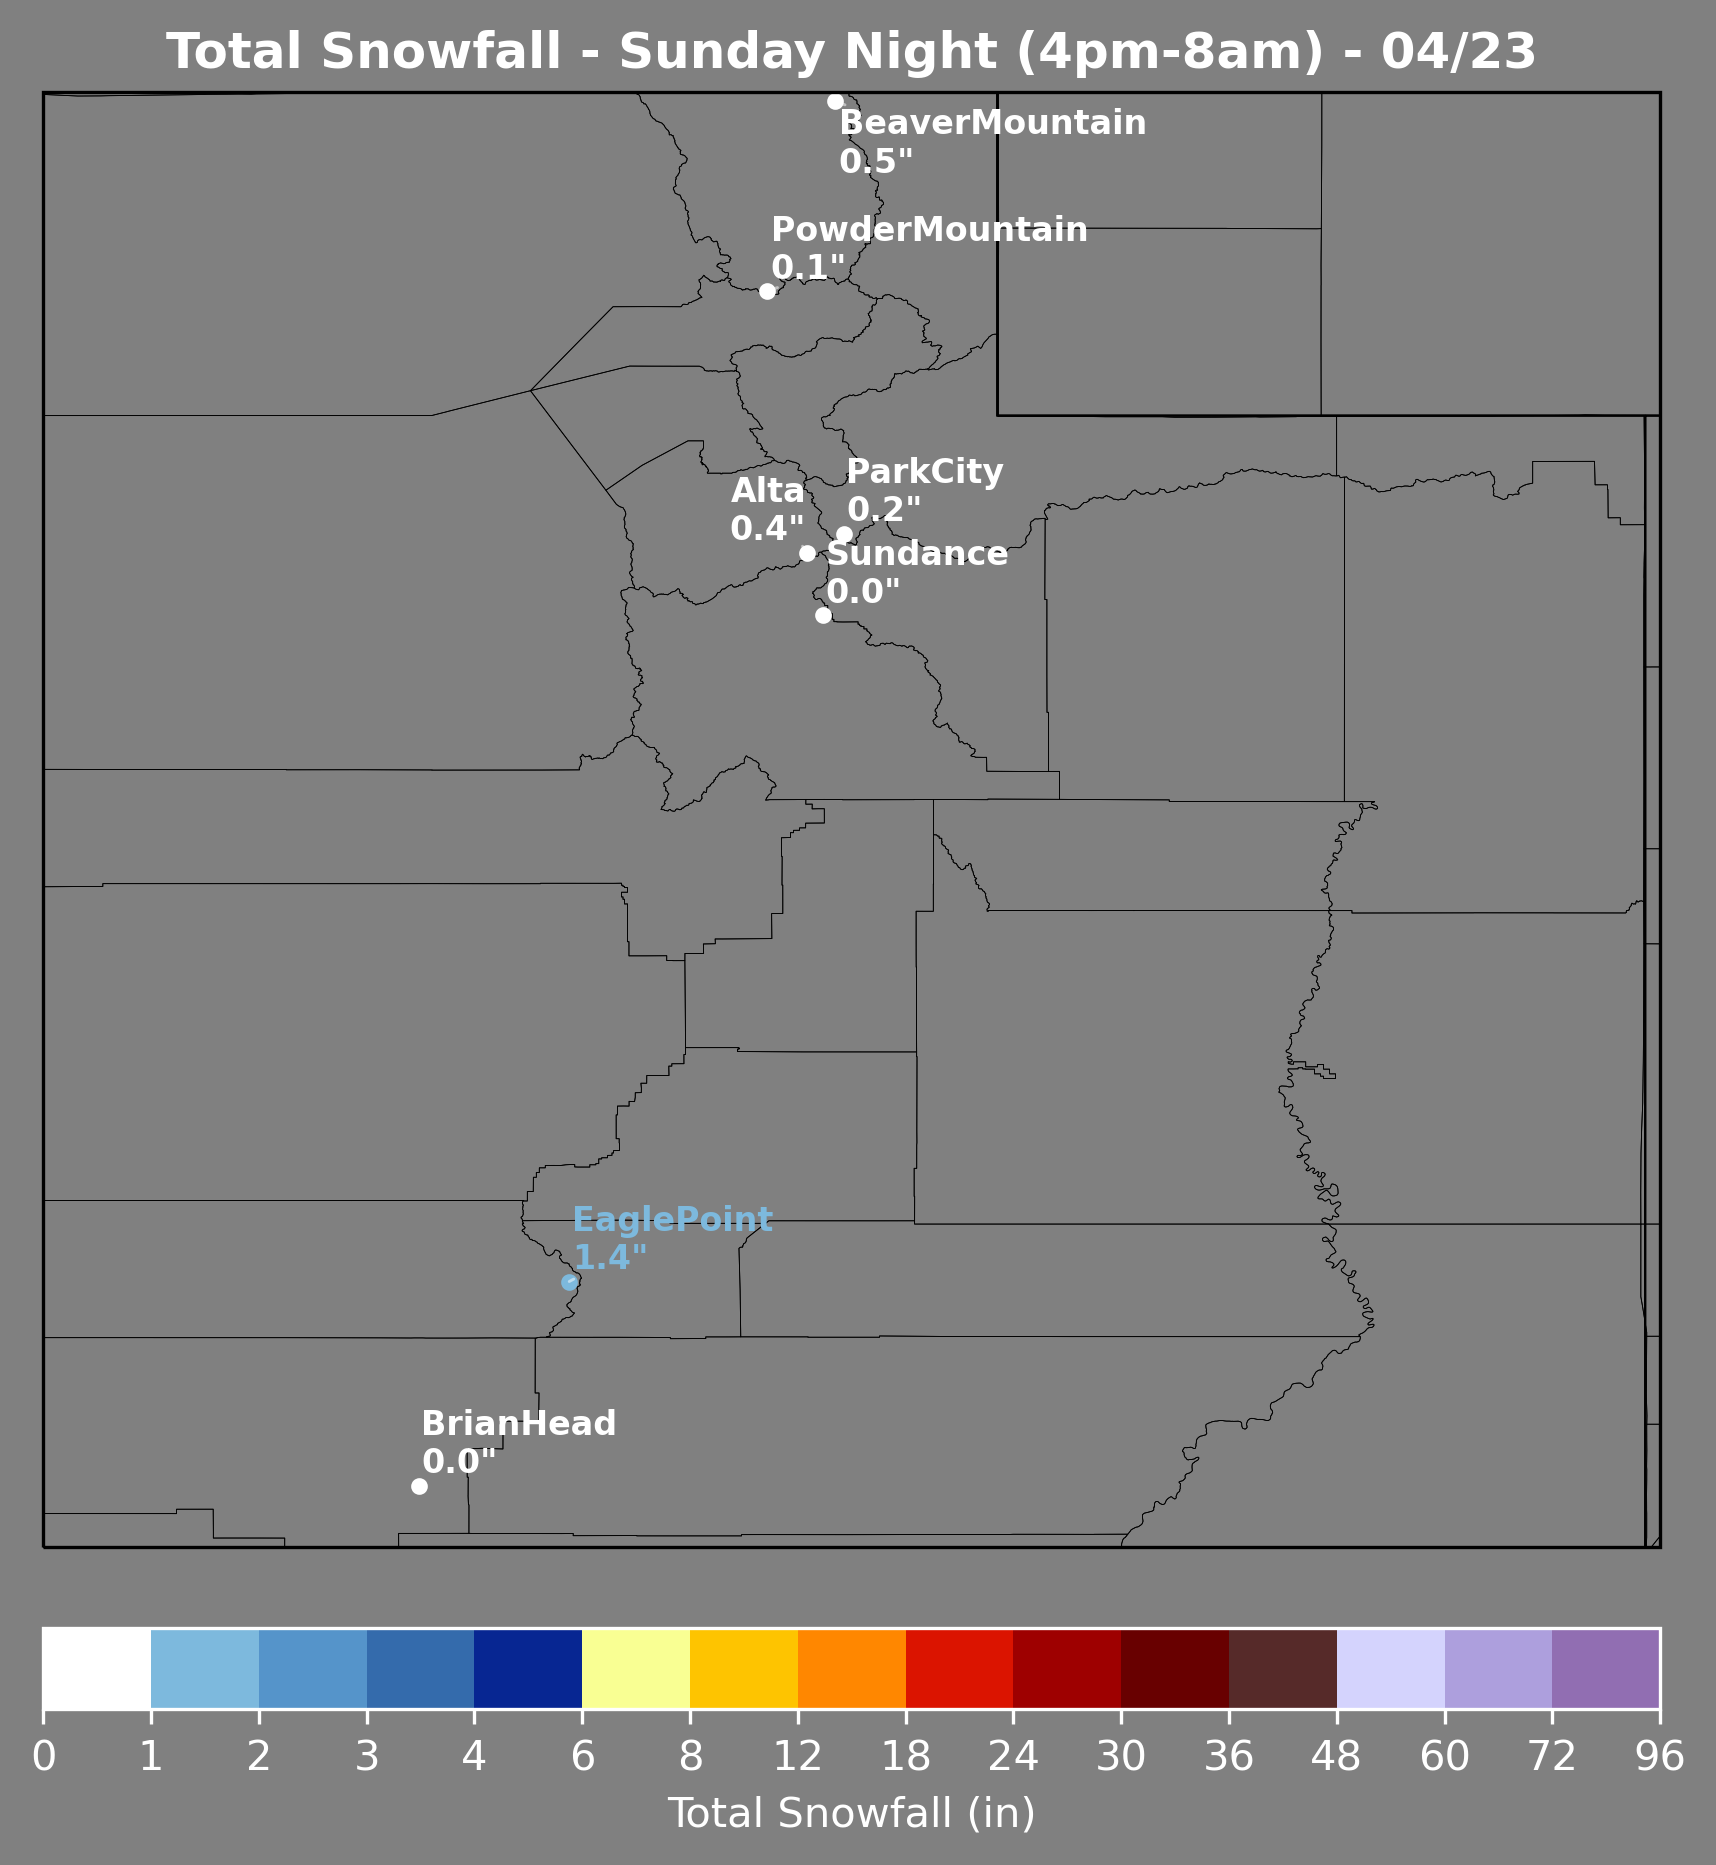 Total Snowfall - Sunday Night (4pm-8am) - 04/23
BeaverMountain
0.5"
PowderMountain
0.1"
ParkCity
0.2"
Alta
0.4"
Sundance
0.0"
EaglePoint
1.4"
BrianHead
0.0"
0 1 2 3 4 6 8 12 18 24 30 36 48 60 72 96
Total Snowfall (in)